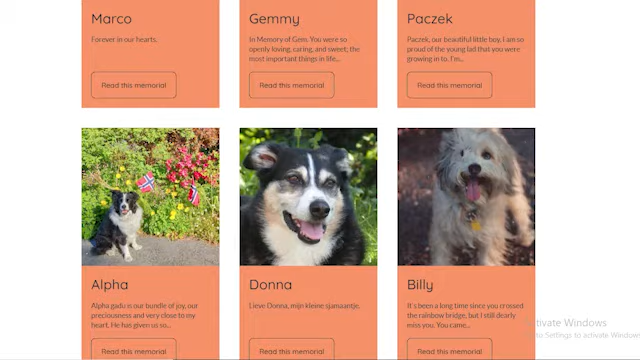 Marco
Gemmy
Paczek
Forever in our hearts.
In Memory of Gem. You were so
openly loving, caring, and sweet; the
most important things in life...
Paczek, our beautiful little boy, I am so
proud of the young lad that you were
growing in to. I'm...
Read this memorial
Read this memorial
Read this memorial
Alpha
Donna
Billy
Alpha gadu is our bundle of joy, our
preciousness and very close to my
heart. He has given us so...
Lieve Donna, mijn kleine sjamaantje.
It's been a long time since you crossed
the rainbow bridge, but I still dearly
miss you. You came...
Read this memorial
Read this memorial
Read this memorial
ctivate Windows
o to Settings to activate Windows